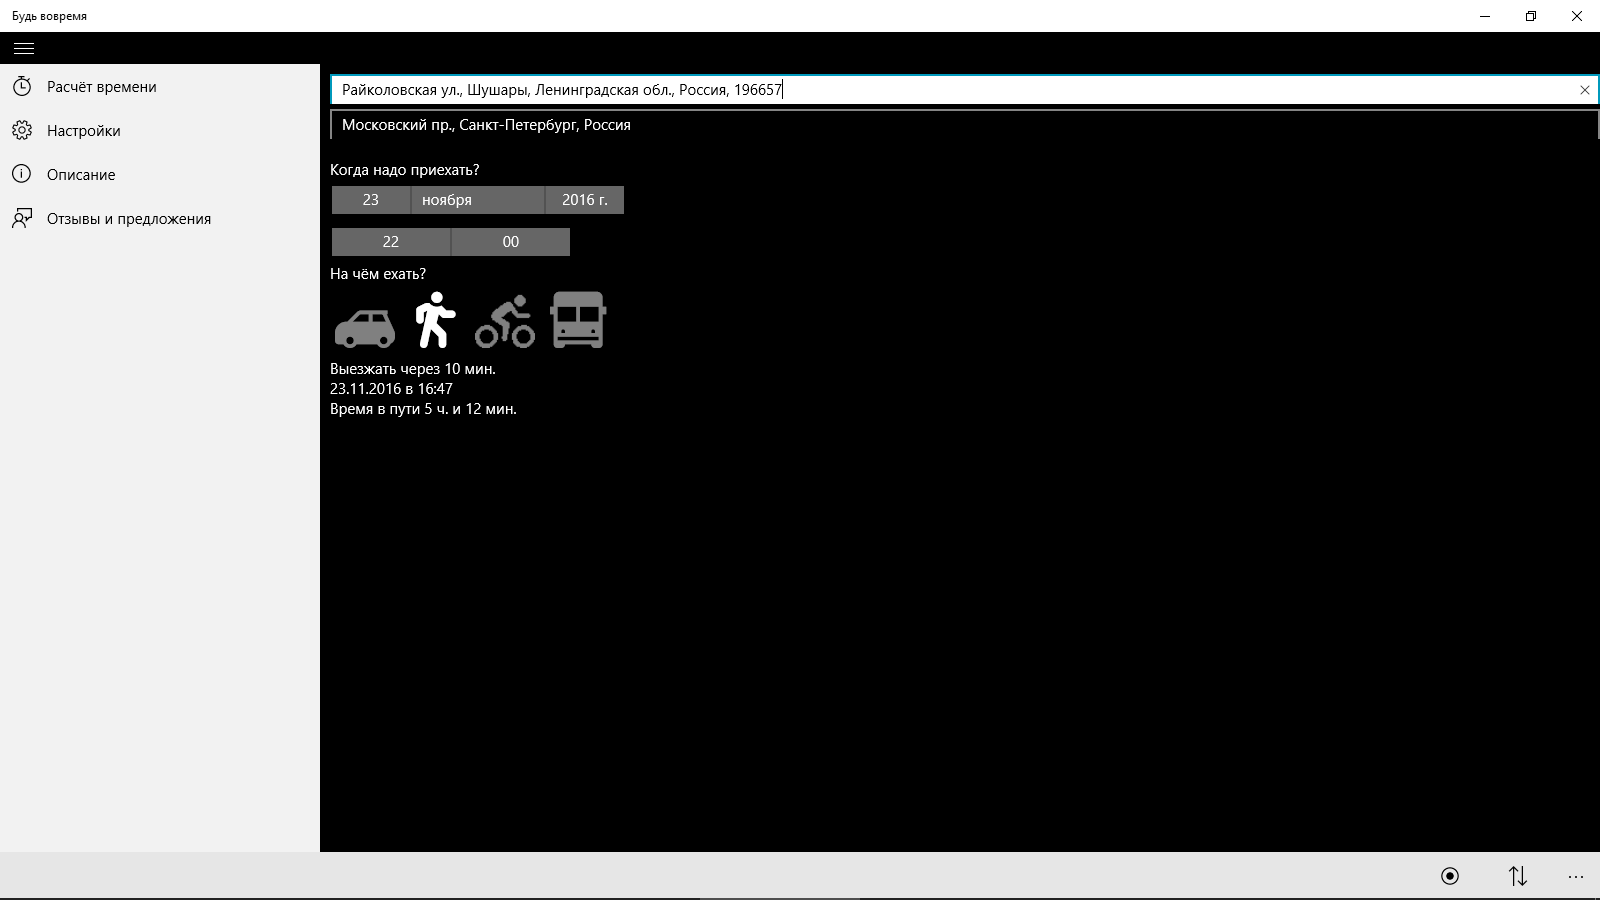 Будь вовремя
Расчёт времени
Настройки
Описание
Отзывы и предложения
Райколовская ул., Шушары, Ленинградская обл., Россия, 196657
Московский пр., Санкт-Петербург, Россия
Когда надо приехать?
23 ноября 2016 г.
22 00
На чём ехать?
Выезжать через 10 мин.
23.11.2016 в 16:47
Время в пути 5 ч. и 12 мин.